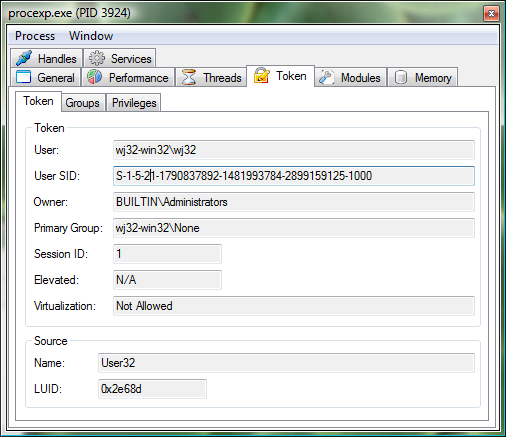 procexp.exe (PID 3924)
Process Window
Handles Services
General Performance Threads Token Modules Memory
Token Groups Privileges
Token
User: wj32-win32\wj32
User SID: S-1-5-21-1790837892-1481993784-2899159125-1000
Owner: BUILTIN\Administrators
Primary Group: wj32-win32\None
Session ID: 1
Elevated: N/A
Virtualization: Not Allowed
Source
Name: User32
LUID: 0x2e68d